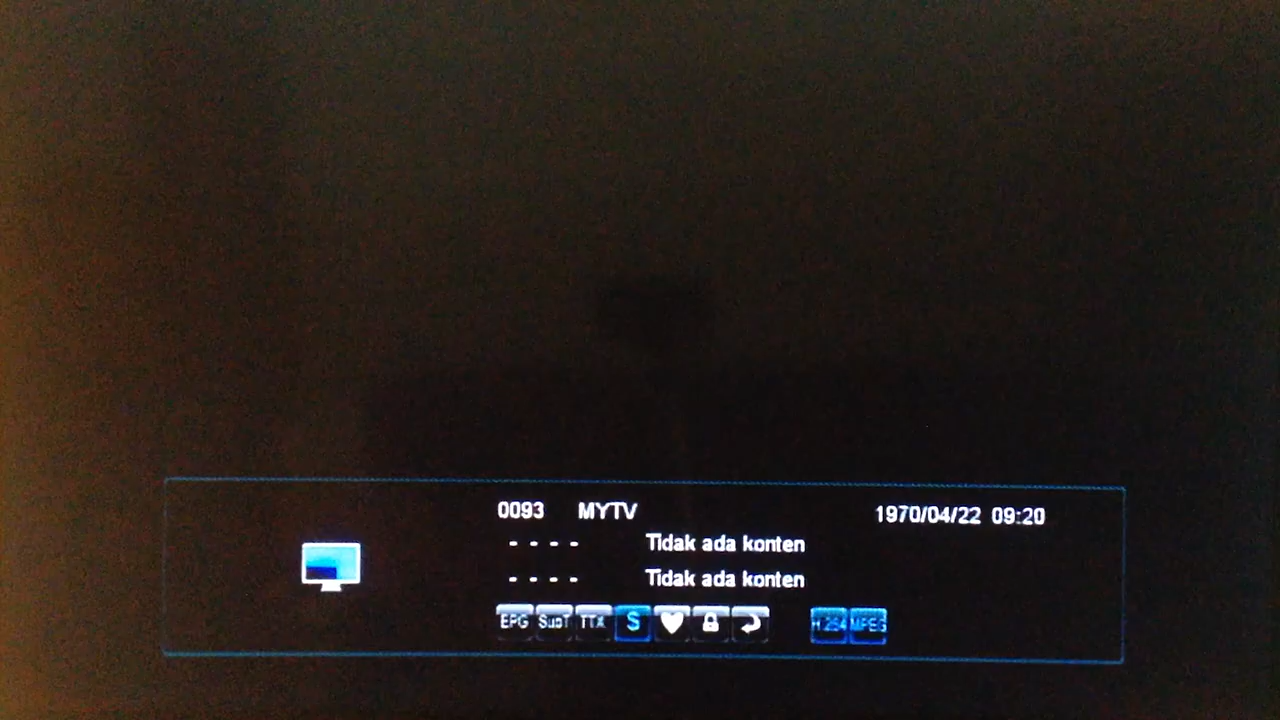 0093 MYTV 1970/04/22 09:20
- - - - Tidak ada konten
- - - - Tidak ada konten
EPG SubT TTX S H.264 MPEG